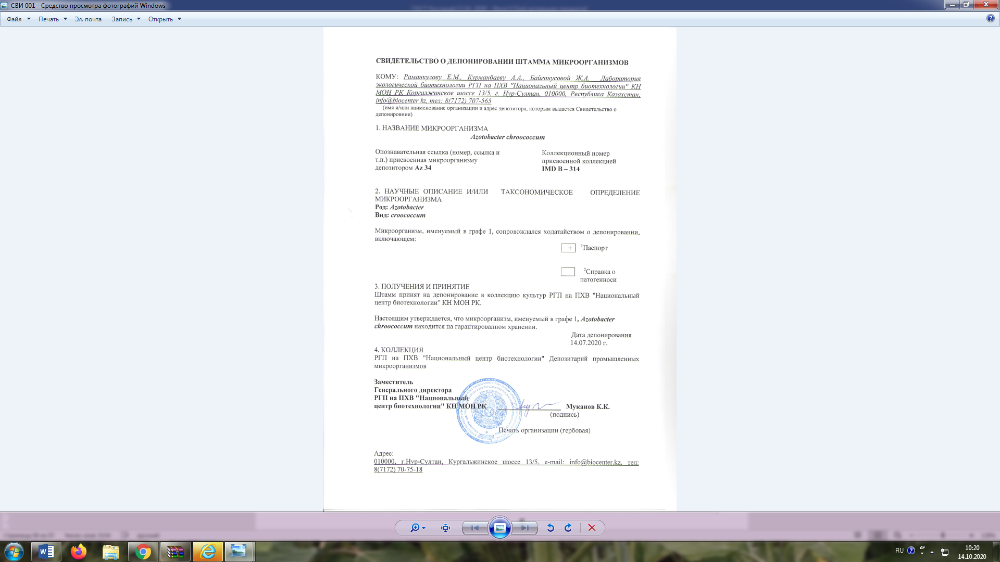 СВИ 001 - Средство просмотра фотографий Windows
Файл Печать Эл. почта Запись Открыть
СВИДЕТЕЛЬСТВО О ДЕПОНИРОВАНИИ ШТАММА МИКРООРГАНИЗМОВ
КОМУ: Раманкулову Е.М., Курманбаеву А.А., Байгонусовой Ж.А. Лаборатория
экологической биотехнологии РГП на ПХВ "Национальный центр биотехнологии" КН
МОН РК Коргалжинское шоссе 13/5, г. Нур-Султан, 010000, Республика Казахстан,
info@biocenter kz, тел: 8(7172) 707-565
(имя и/или наименование организации и адрес депозитора, которым выдается Свидетельство о
депонировнии)
1. НАЗВАНИЕ МИКРООРГАНИЗМА
Azotobacter chroococcum
Опознавательная ссылка (номер, ссылка и
т.п.) присвоенная микроорганизму
депозитором Az 34
Коллекционный номер
присвоенной коллекцией
IMD B – 314
2. НАУЧНЫЕ ОПИСАНИЕ И/ИЛИ ТАКСОНОМИЧЕСКОЕ ОПРЕДЕЛЕНИЕ
МИКРООРГАНИЗМА
Род: Azotobacter
Вид: croococcum
Микроорганизм, именуемый в графе 1, сопровождался ходатайством о депонировании,
включающем:
+ 1Паспорт
2Справка о
патогенноси
3. ПОЛУЧЕНИЯ И ПРИНЯТИЕ
Штамм принят на депонирование в коллекцию культур РГП на ПХВ "Национальный
центр биотехнологии" КН МОН РК.
Настоящим утверждается, что микроорганизм, именуемый в графе 1, Azotobacter
chroococcum находится на гарантированном хранении.
Дата депонирования
14.07.2020 г.
4. КОЛЛЕКЦИЯ
РГП на ПХВ "Национальный центр биотехнологии" Депозитарий промышленных
микроорганизмов
Заместитель
Генерального директора
РГП на ПХВ "Национальный
центр биотехнологии" КН МОН РК Муканов К.К.
(подпись)
Печать организации (гербовая)
Адрес:
010000, г.Нур-Султан, Кургальжинское шоссе 13/5, e-mail: info@biocenter.kz, тел:
8(7172) 70-75-18
RU
10:20
14.10.2020